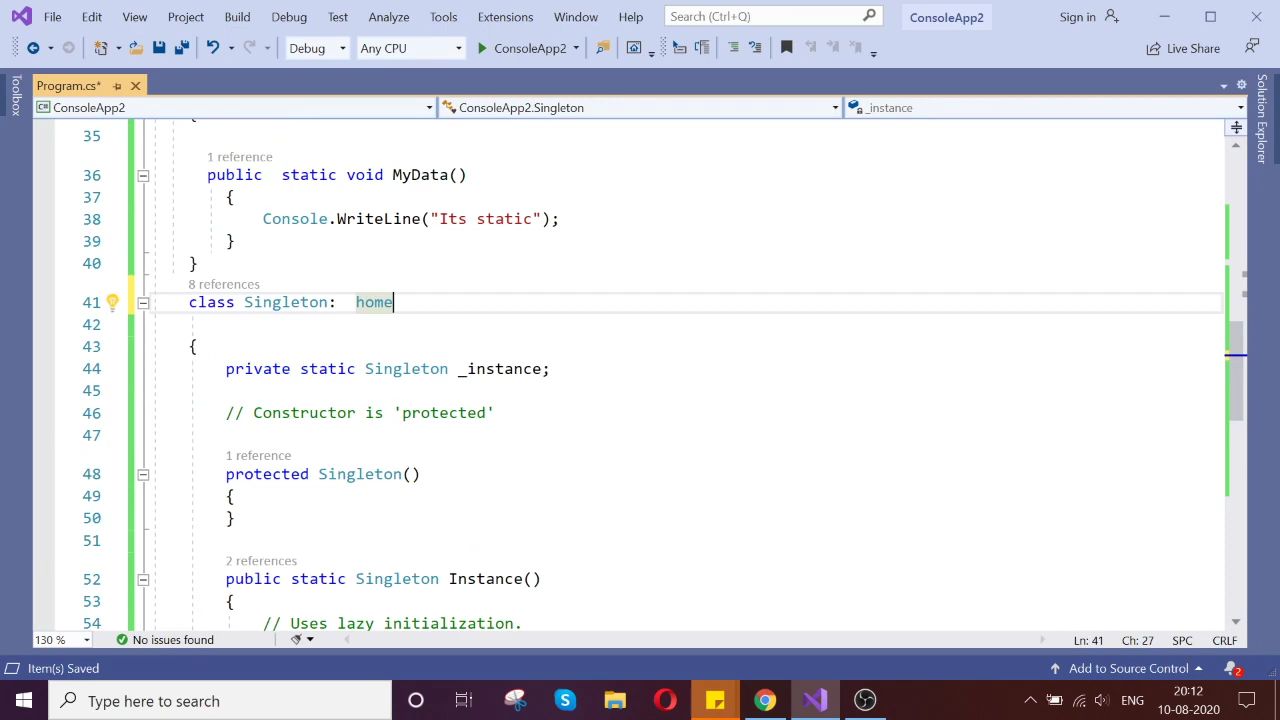 File Edit View Project Build Debug Test Analyze Tools Extensions Window Help Search (Ctrl+Q) ConsoleApp2 Sign in
Debug Any CPU ConsoleApp2 Live Share
Toolbox
Program.cs*
Solution Explorer
ConsoleApp2 ConsoleApp2.Singleton _instance
{
35
1 reference
36 public  static void MyData()
37 {
38 Console.WriteLine("Its static");
39 }
40 }
8 references
41 class Singleton:  home
42
43 {
44 private static Singleton _instance;
45
46 // Constructor is 'protected'
47
1 reference
48 protected Singleton()
49 {
50 }
51
2 references
52 public static Singleton Instance()
53 {
54 // Uses lazy initialization.
130 % No issues found Ln: 41 Ch: 27 SPC CRLF
Item(s) Saved Add to Source Control 2
Type here to search ENG 20:12
10-08-2020